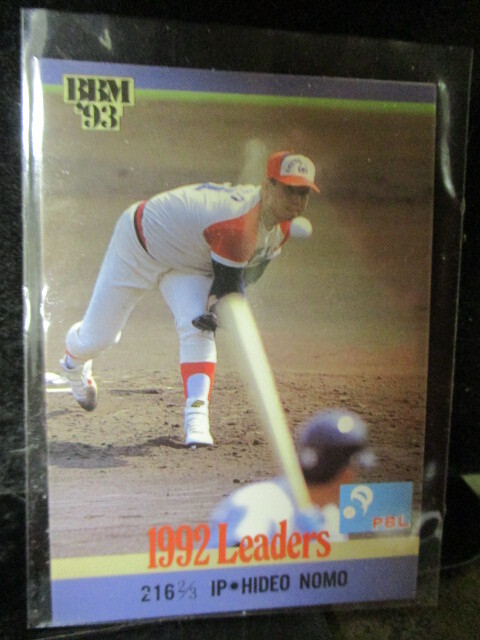 BBM
'93
PBL
1992 Leaders
216 2/3 IP•HIDEO NOMO